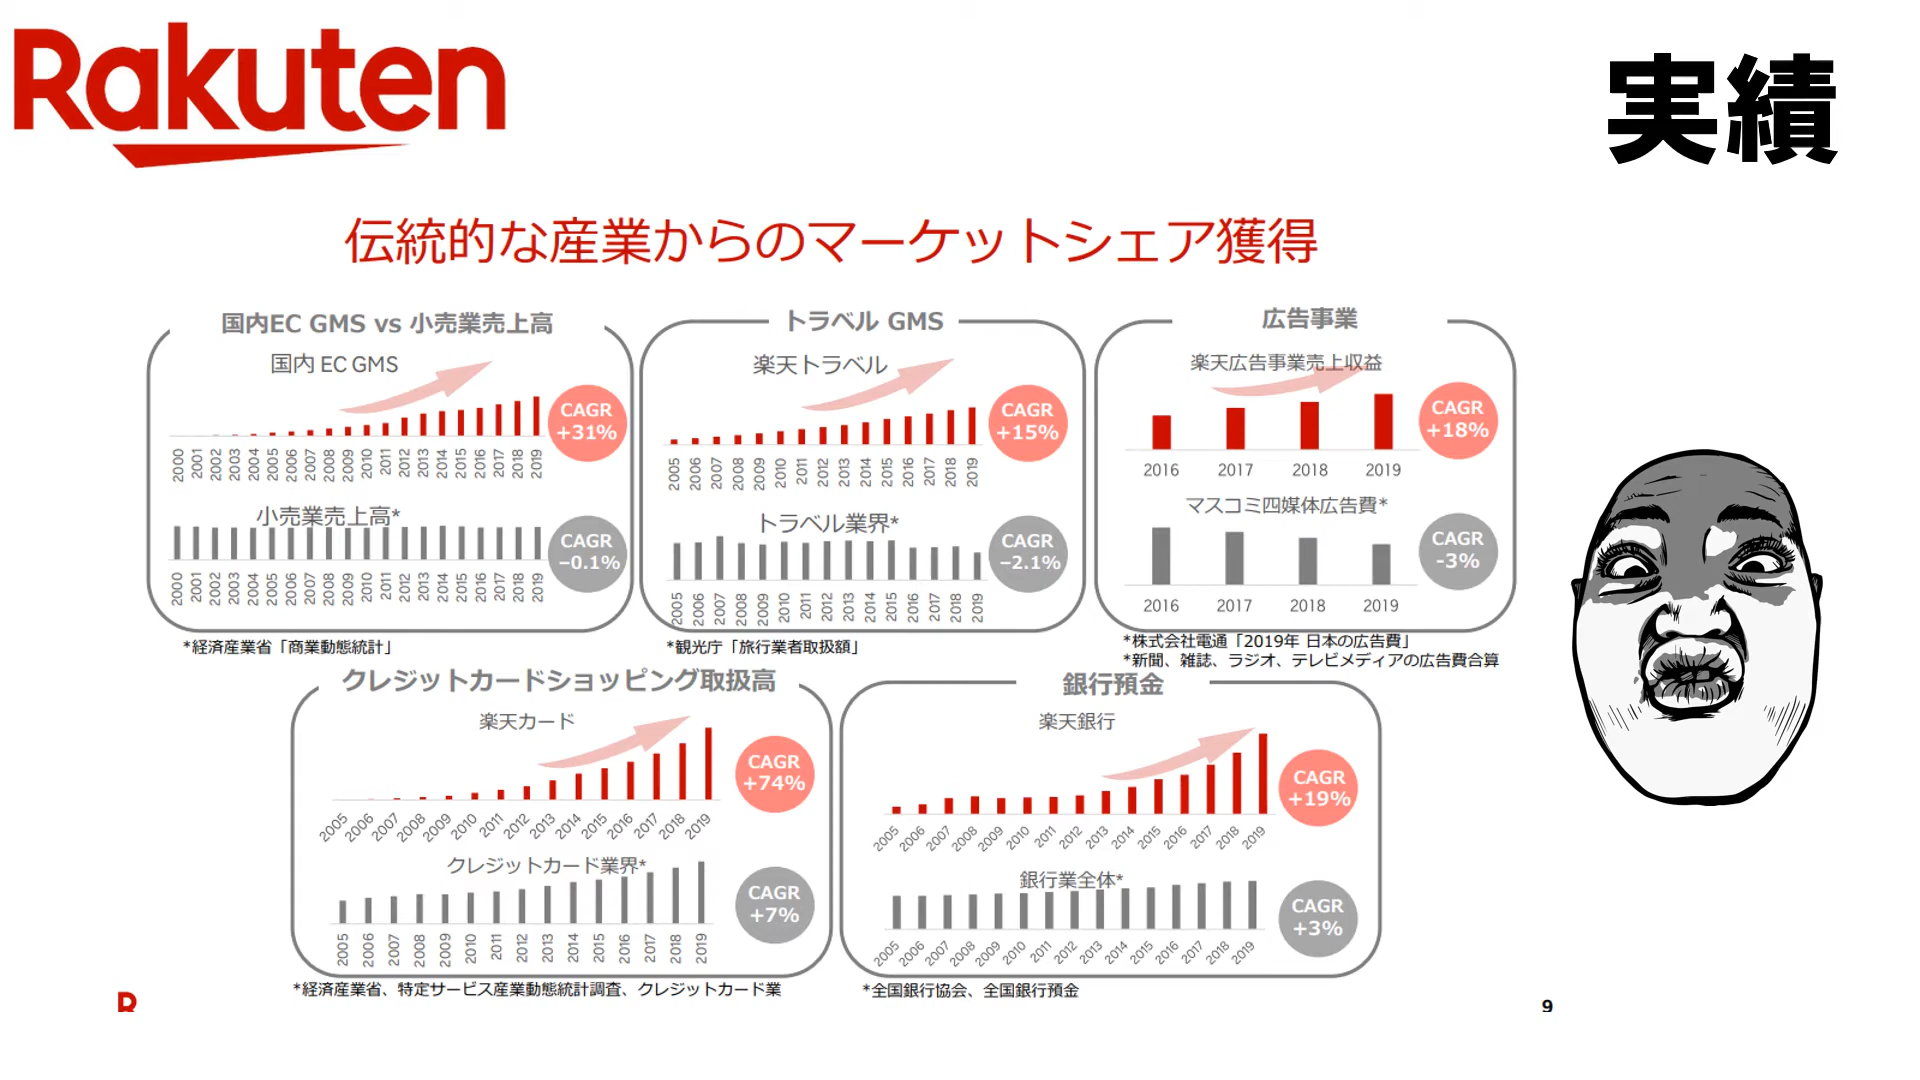 Rakuten
実績
伝統的な産業からのマーケットシェア獲得
国内EC GMS vs 小売業売上高
国内 EC GMS
CAGR
+31%
2000 2001 2002 2003 2004 2005 2006 2007 2008 2009 2010 2011 2012 2013 2014 2015 2016 2017 2018 2019
小売業売上高*
CAGR
−0.1%
2000 2001 2002 2003 2004 2005 2006 2007 2008 2009 2010 2011 2012 2013 2014 2015 2016 2017 2018 2019
*経済産業省「商業動態統計」
トラベル GMS
楽天トラベル
CAGR
+15%
2005 2006 2007 2008 2009 2010 2011 2012 2013 2014 2015 2016 2017 2018 2019
トラベル業界*
CAGR
−2.1%
2005 2006 2007 2008 2009 2010 2011 2012 2013 2014 2015 2016 2017 2018 2019
*観光庁「旅行業者取扱額」
広告事業
楽天広告事業売上収益
CAGR
+18%
2016 2017 2018 2019
マスコミ四媒体広告費*
CAGR
-3%
2016 2017 2018 2019
*株式会社電通「2019年 日本の広告費」
*新聞、雑誌、ラジオ、テレビメディアの広告費合算
クレジットカードショッピング取扱高
楽天カード
CAGR
+74%
2005 2006 2007 2008 2009 2010 2011 2012 2013 2014 2015 2016 2017 2018 2019
クレジットカード業界*
CAGR
+7%
2005 2006 2007 2008 2009 2010 2011 2012 2013 2014 2015 2016 2017 2018 2019
*経済産業省、特定サービス産業動態統計調査、クレジットカード業
銀行預金
楽天銀行
CAGR
+19%
2005 2006 2007 2008 2009 2010 2011 2012 2013 2014 2015 2016 2017 2018 2019
銀行業全体*
CAGR
+3%
2005 2006 2007 2008 2009 2010 2011 2012 2013 2014 2015 2016 2017 2018 2019
*全国銀行協会、全国銀行預金
R
9